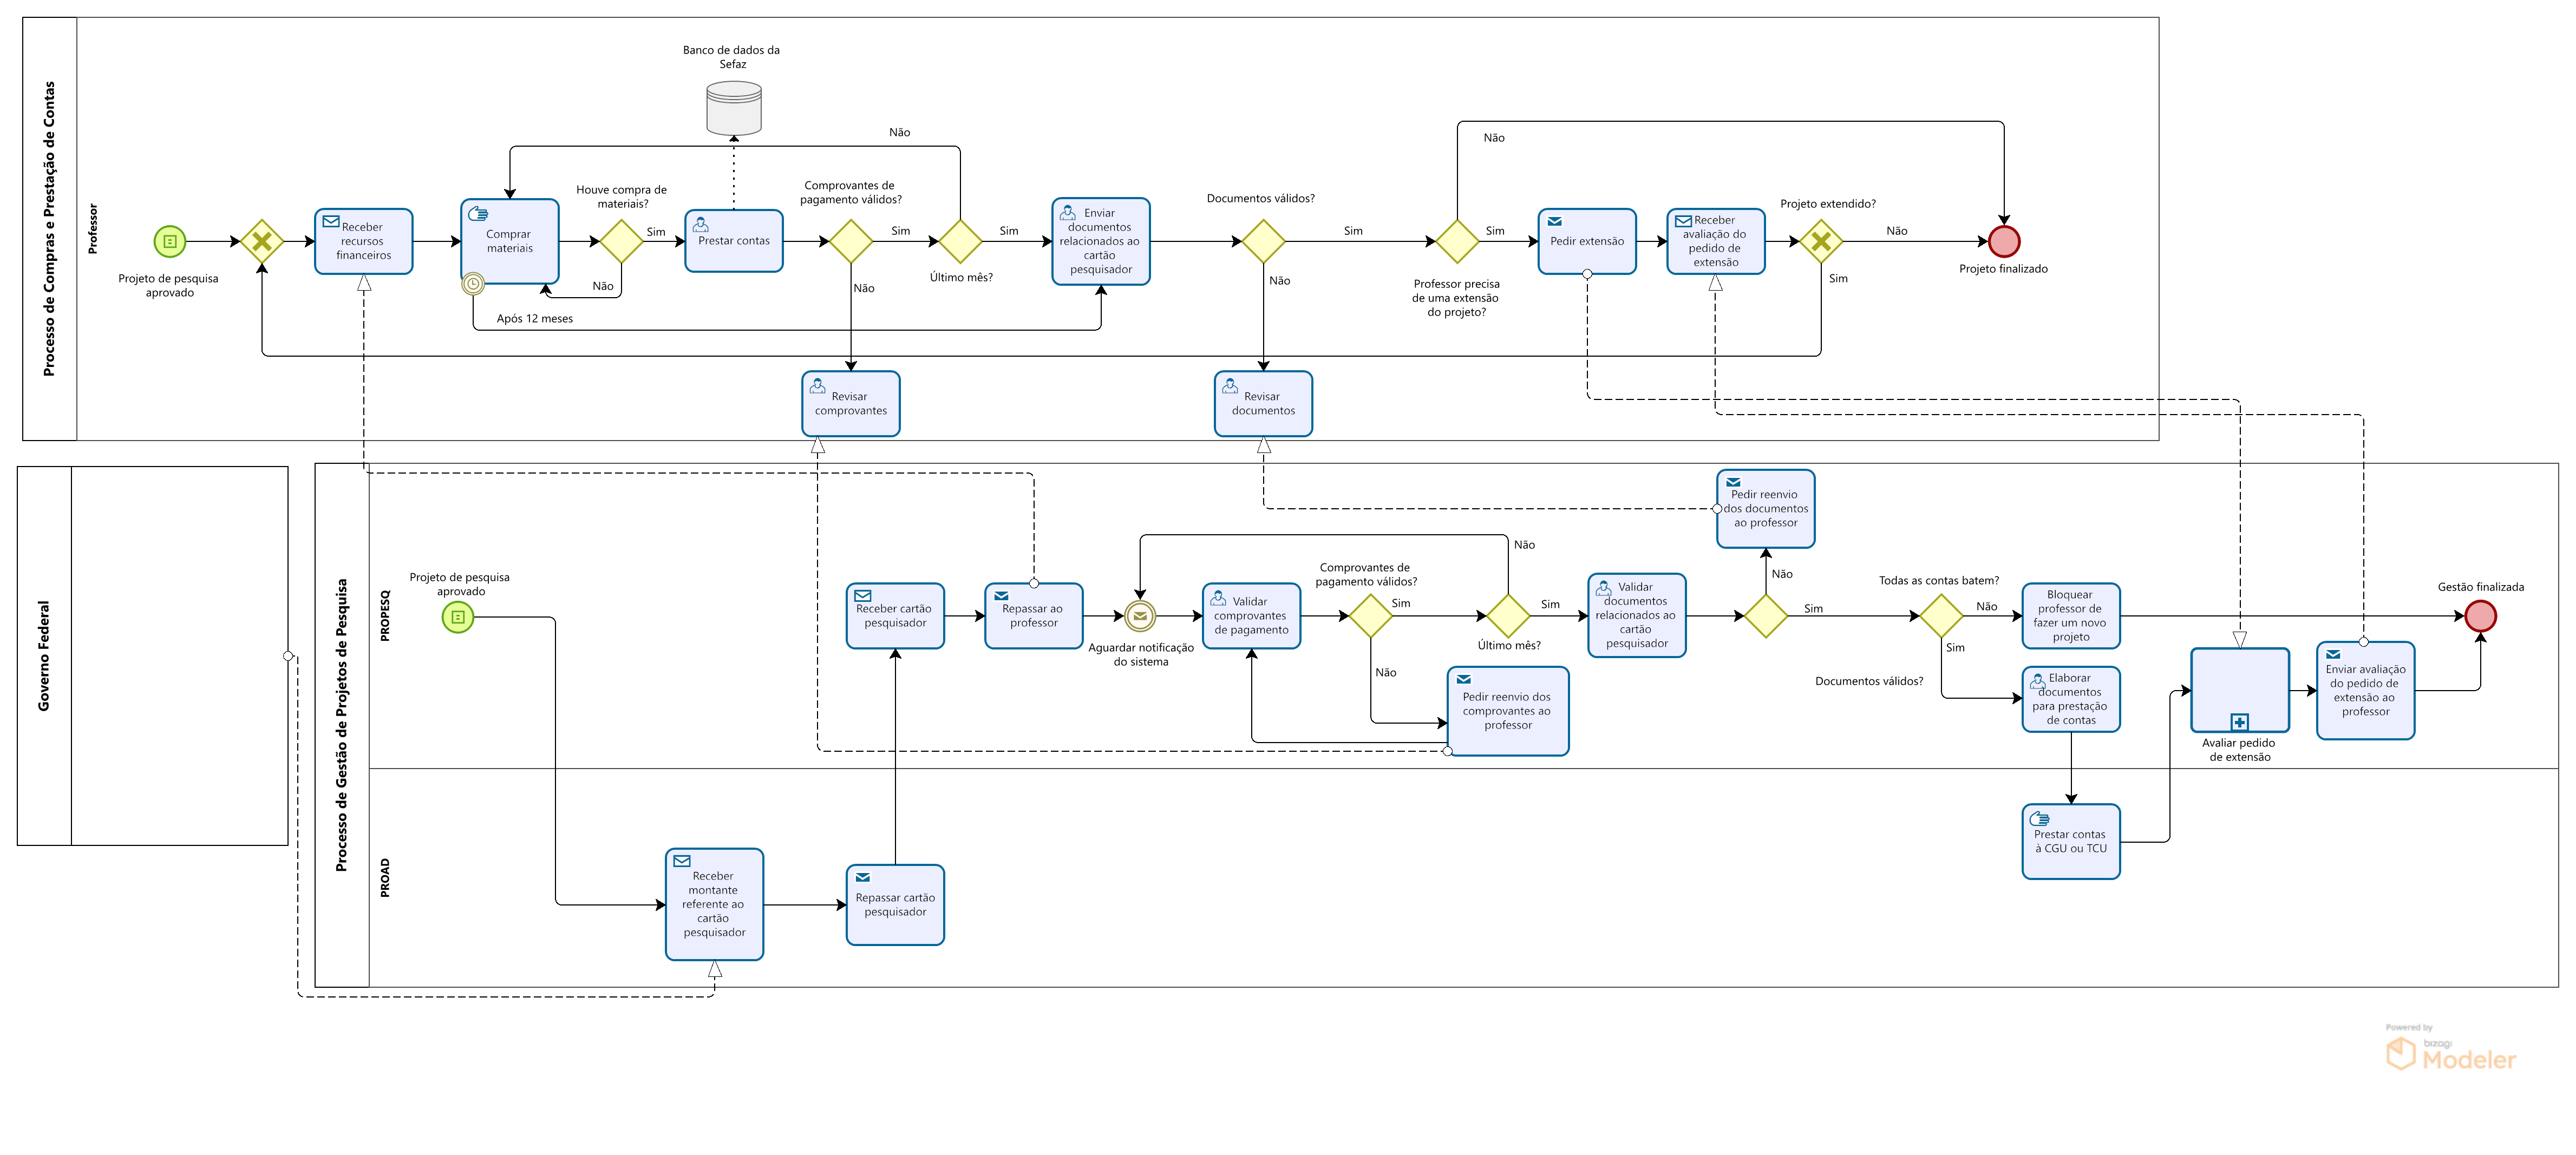 Processo de Compras e Prestação de Contas
Professor
Projeto de pesquisa
aprovado
Receber
recursos
financeiros
Comprar
materiais
Após 12 meses
Houve compra de
materiais?
Sim
Não
Banco de dados da
Sefaz
Prestar contas
Comprovantes de
pagamento válidos?
Sim
Não
Último mês?
Não
Sim
Enviar
documentos
relacionados ao
cartão
pesquisador
Documentos válidos?
Sim
Não
Revisar
comprovantes
Revisar
documentos
Professor precisa
de uma extensão
do projeto?
Não
Sim
Pedir extensão
Receber
avaliação do
pedido de
extensão
Projeto extendido?
Não
Sim
Projeto finalizado
Governo Federal
Processo de Gestão de Projetos de Pesquisa
PROPESQ
Projeto de pesquisa
aprovado
Receber cartão
pesquisador
Repassar ao
professor
Aguardar notificação
do sistema
Validar
comprovantes
de pagamento
Comprovantes de
pagamento válidos?
Sim
Não
Pedir reenvio dos
comprovantes ao
professor
Último mês?
Não
Sim
Validar
documentos
relacionados ao
cartão
pesquisador
Pedir reenvio
dos documentos
ao professor
Não
Sim
Documentos válidos?
Todas as contas batem?
Não
Sim
Bloquear
professor de
fazer um novo
projeto
Elaborar
documentos
para prestação
de contas
Avaliar pedido
de extensão
Enviar avaliação
do pedido de
extensão ao
professor
Gestão finalizada
PROAD
Receber
montante
referente ao
cartão
pesquisador
Repassar cartão
pesquisador
Prestar contas
à CGU ou TCU
Powered by
bizagi
Modeler